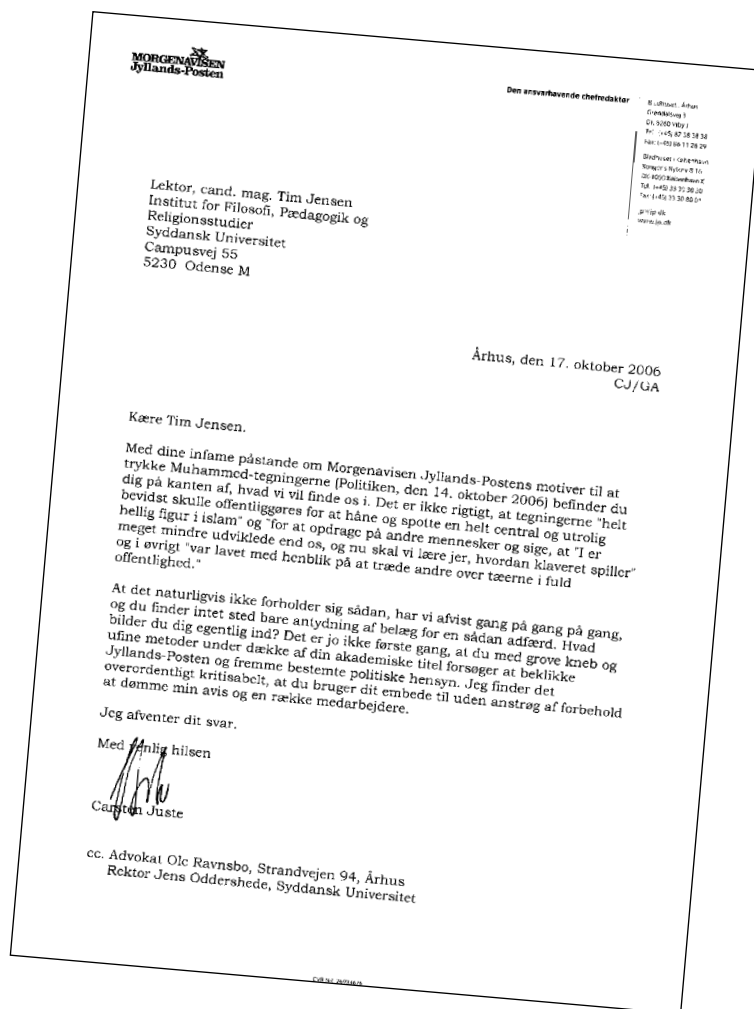 MORGENAVISEN
Jyllands-Posten
Den ansvarhavende chefredaktør
Grøndalsvej 3
Lektor, cand. mag. Tim Jensen
Institut for Filosofi, Pædagogik og
Religionsstudier
Syddansk Universitet
Campusvej 55
5230 Odense M
Århus, den 17. oktober 2006
CJ/GA
Kære Tim Jensen.
Med dine infame påstande om Morgenavisen Jyllands-Postens motiver til at
trykke Muhammed-tegningerne (Politiken, den 14. oktober 2006) befinder du
dig på kanten af, hvad vi vil finde os i. Det er ikke rigtigt, at tegningerne "helt
bevidst skulle offentliggøres for at håne og spotte en helt central og utrolig
hellig figur i islam" og "for at opdrage på andre mennesker og sige, at "I er
meget mindre udviklede end os, og nu skal vi lære jer, hvordan klaveret spiller"
og i øvrigt "var lavet med henblik på at træde andre over tæerne i fuld
offentlighed."
At det naturligvis ikke forholder sig sådan, har vi afvist gang på gang på gang,
og du finder intet sted bare antydning af belæg for en sådan adfærd. Hvad
bilder du dig egentlig ind? Det er jo ikke første gang, at du med grove kneb og
ufine metoder under dække af din akademiske titel forsøger at beklikke
Jyllands-Posten og fremme bestemte politiske hensyn. Jeg finder det
overordentligt kritisabelt, at du bruger dit embede til uden anstrøg af forbehold
at dømme min avis og en række medarbejdere.
Jeg afventer dit svar.
Med venlig hilsen
Carsten Juste
cc. Advokat Ole Ravnsbo, Strandvejen 94, Århus
Rektor Jens Oddershede, Syddansk Universitet